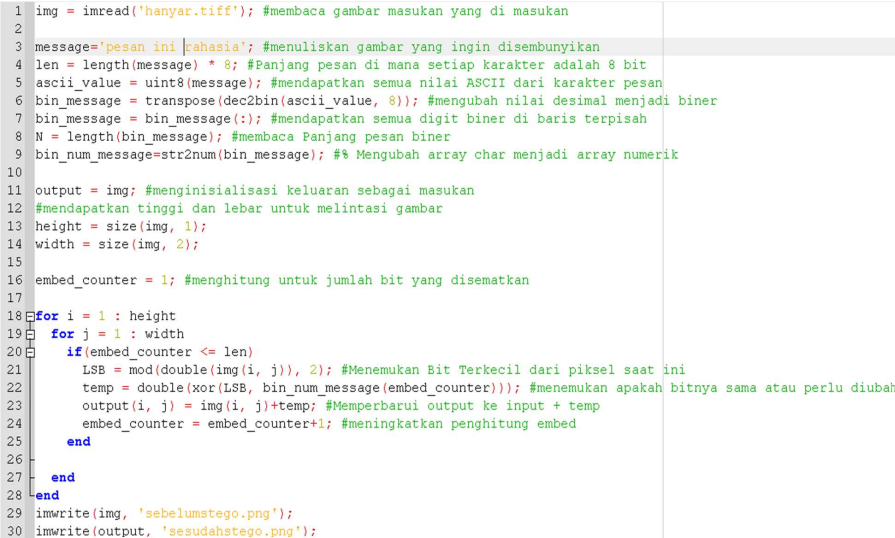 1 img = imread('hanyar.tiff'); #membaca gambar masukan yang di masukan
2
3 message='pesan ini rahasia'; #menuliskan gambar yang ingin disembunyikan
4 len = length(message) * 8; #Panjang pesan di mana setiap karakter adalah 8 bit
5 ascii_value = uint8(message); #mendapatkan semua nilai ASCII dari karakter pesan
6 bin_message = transpose(dec2bin(ascii_value, 8)); #mengubah nilai desimal menjadi biner
7 bin_message = bin_message(:); #mendapatkan semua digit biner di baris terpisah
8 N = length(bin_message); #membaca Panjang pesan biner
9 bin_num_message=str2num(bin_message); #% Mengubah array char menjadi array numerik
10
11 output = img; #menginisialisasi keluaran sebagai masukan
12 #mendapatkan tinggi dan lebar untuk melintasi gambar
13 height = size(img, 1);
14 width = size(img, 2);
15
16 embed_counter = 1; #menghitung untuk jumlah bit yang disematkan
17
18 for i = 1 : height
19 for j = 1 : width
20 if(embed_counter <= len)
21 LSB = mod(double(img(i, j)), 2); #Menemukan Bit Terkecil dari piksel saat ini
22 temp = double(xor(LSB, bin_num_message(embed_counter))); #menemukan apakah bitnya sama atau perlu diubah
23 output(i, j) = img(i, j)+temp; #Memperbarui output ke input + temp
24 embed_counter = embed_counter+1; #meningkatkan penghitung embed
25 end
26
27 end
28 end
29 imwrite(img, 'sebelumstego.png');
30 imwrite(output, 'sesudahstego.png');